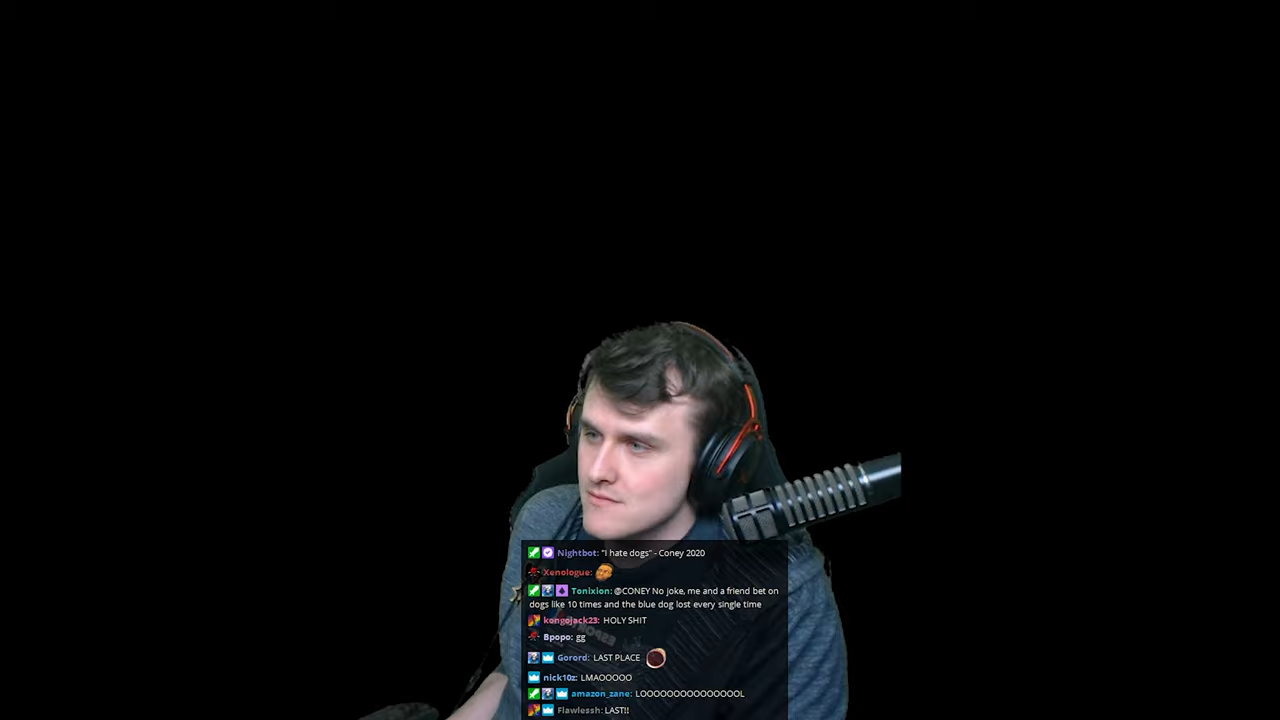 Nightbot: "I hate dogs" - Coney 2020
Xenologue:
Tonixion: @CONEY No joke, me and a friend bet on
dogs like 10 times and the blue dog lost every single time
kongojack23: HOLY SHIT
Bpopo: gg
Gorord: LAST PLACE
nick10z: LMAOOOOO
amazon_zane: LOOOOOOOOOOOOOOOL
Flawlessh: LAST!!